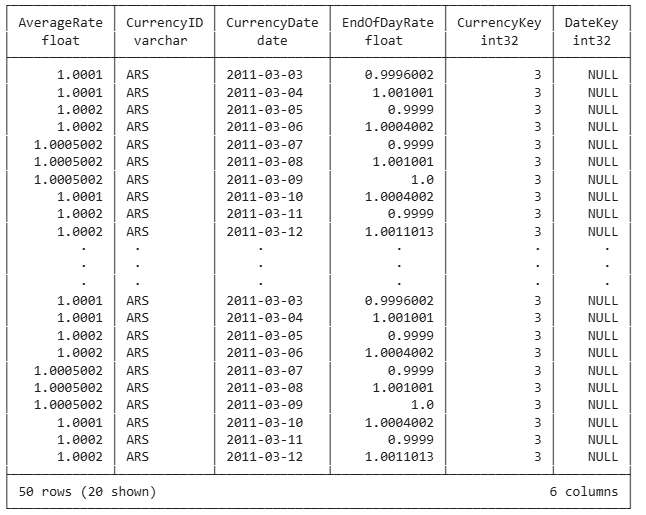 AverageRate CurrencyID CurrencyDate EndOfDayRate CurrencyKey DateKey
float varchar date float int32 int32
1.0001 ARS 2011-03-03 0.9996002 3 NULL
1.0001 ARS 2011-03-04 1.001001 3 NULL
1.0002 ARS 2011-03-05 0.9999 3 NULL
1.0002 ARS 2011-03-06 1.0004002 3 NULL
1.0005002 ARS 2011-03-07 0.9999 3 NULL
1.0005002 ARS 2011-03-08 1.001001 3 NULL
1.0005002 ARS 2011-03-09 1.0 3 NULL
1.0001 ARS 2011-03-10 1.0004002 3 NULL
1.0002 ARS 2011-03-11 0.9999 3 NULL
1.0002 ARS 2011-03-12 1.0011013 3 NULL
. . . . . .
. . . . . .
. . . . . .
1.0001 ARS 2011-03-03 0.9996002 3 NULL
1.0001 ARS 2011-03-04 1.001001 3 NULL
1.0002 ARS 2011-03-05 0.9999 3 NULL
1.0002 ARS 2011-03-06 1.0004002 3 NULL
1.0005002 ARS 2011-03-07 0.9999 3 NULL
1.0005002 ARS 2011-03-08 1.001001 3 NULL
1.0005002 ARS 2011-03-09 1.0 3 NULL
1.0001 ARS 2011-03-10 1.0004002 3 NULL
1.0002 ARS 2011-03-11 0.9999 3 NULL
1.0002 ARS 2011-03-12 1.0011013 3 NULL
50 rows (20 shown) 6 columns